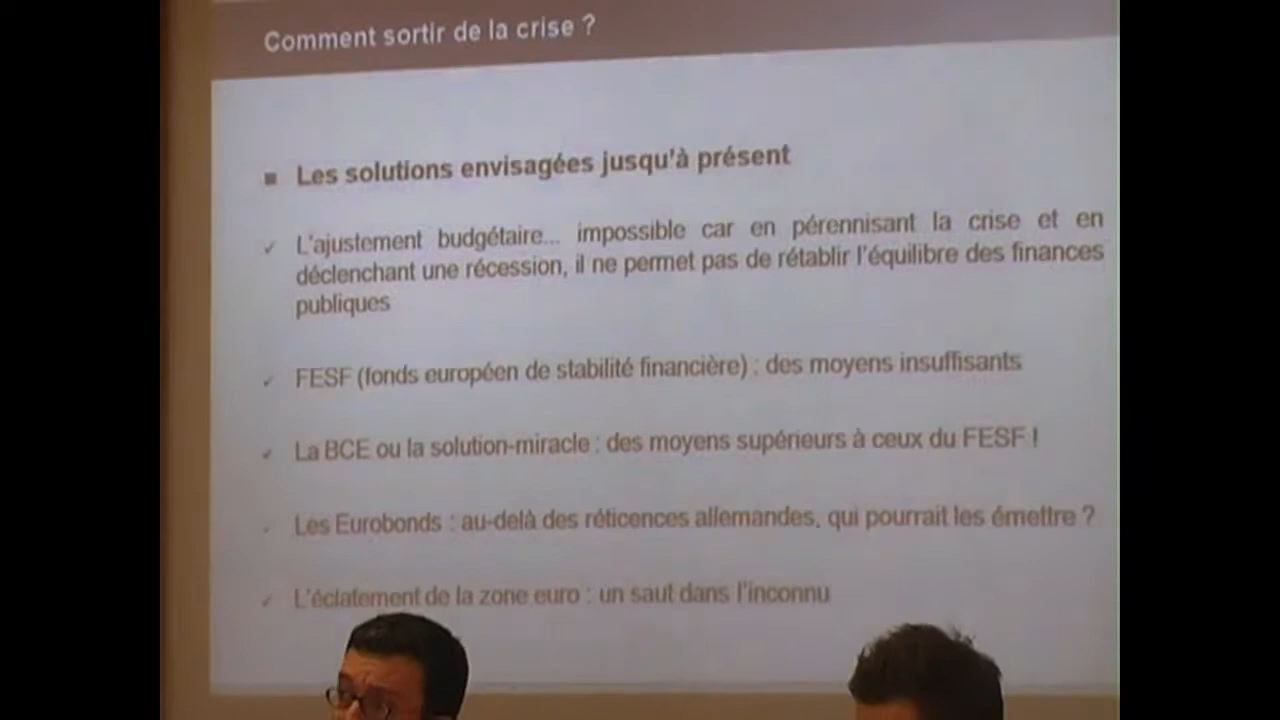 Comment sortir de la crise ?
Les solutions envisagées jusqu'à présent
L'ajustement budgétaire... impossible car en pérennisant la crise et en
déclenchant une récession, il ne permet pas de rétablir l'équilibre des finances
publiques
FESF (fonds européen de stabilité financière) : des moyens insuffisants
La BCE ou la solution-miracle : des moyens supérieurs à ceux du FESF !
Les Eurobonds : au-delà des réticences allemandes, qui pourrait les émettre ?
L'éclatement de la zone euro : un saut dans l'inconnu